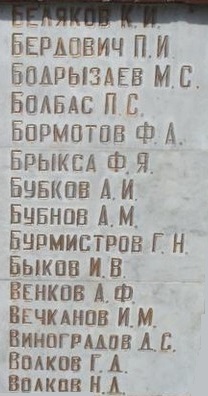 БЕЛЯКОВ К.И.
БЕРДОВИЧ П.И.
БОДРЫЗАЕВ М.С.
БОЛБАС П.С.
БОРМОТОВ Ф.А.
БРЫКСА Ф.Я.
БУБКОВ А.И.
БУБНОВ А.М.
БУРМИСТРОВ Г.Н.
БЫКОВ И.В.
ВЕНКОВ А.Ф.
ВЕЧКАНОВ И.М.
ВИНОГРАДОВ Д.С.
ВОЛКОВ Г.Д.
ВОЛКОВ Н.Д.